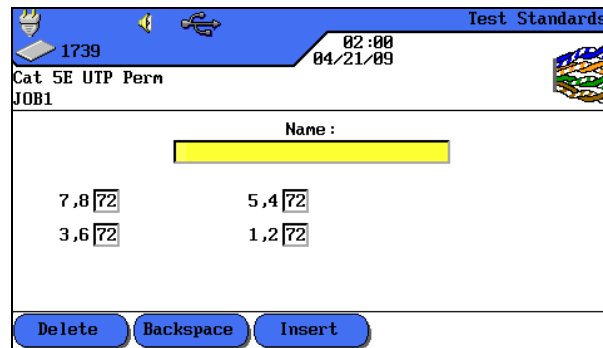 Test Standards
1739
02:00
04/21/09
Cat 5E UTP Perm
JOB1
Name:
7,8 72 5,4 72
3,6 72 1,2 72
Delete Backspace Insert